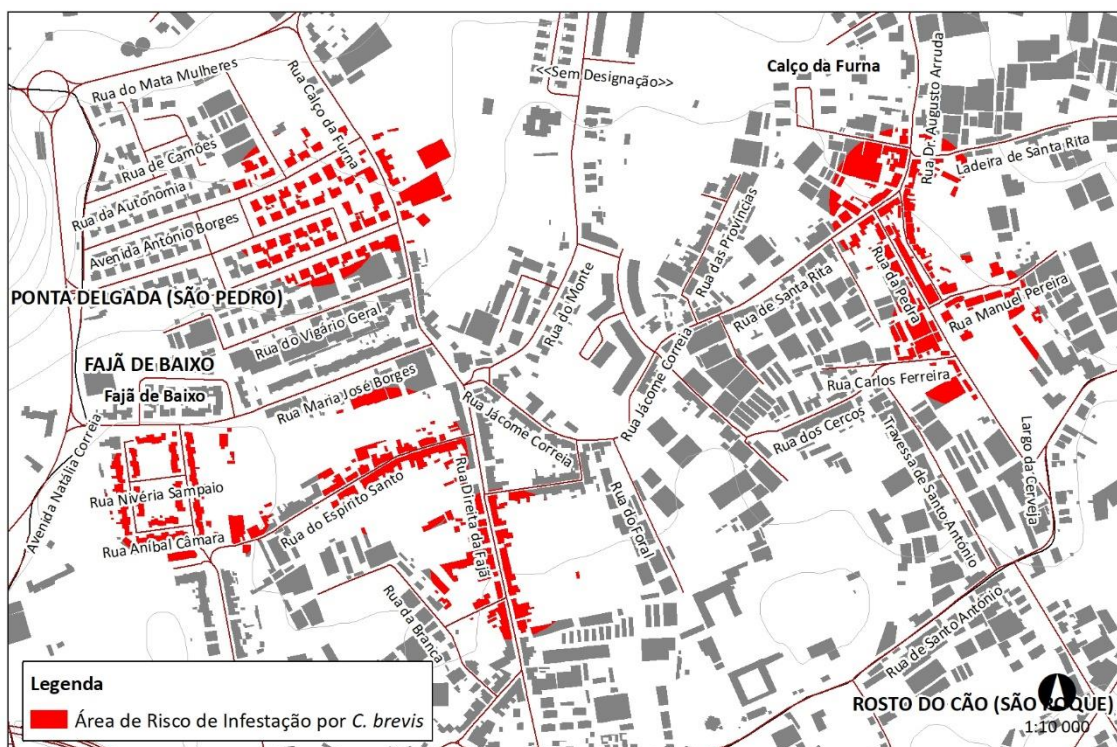 Rua do Mata Mulheres
Rua Calço da Furna
<<Sem Designação>>
Calço da Furna
Rua Dr. Augusto Arruda
Ladeira de Santa Rita
Rua de Camões
Rua da Autonomia
Avenida António Borges
Rua das Províncias
Rua do Monte
Rua de Santa Rita
Rua da Pedra
Rua Manuel Pereira
PONTA DELGADA (SÃO PEDRO)
Rua do Vigário Geral
FAJÃ DE BAIXO
Fajã de Baixo
Rua Maria José Borges
Rua Jácome Correia
Rua Jácome Correia
Rua Carlos Ferreira
Rua dos Cercos
Travessa de Santo António
Largo da Cerveja
Avenida Natália Correia
Rua Nivéria Sampaio
Rua Aníbal Câmara
Rua do Espírito Santo
Rua Direita da Fajã
Rua do Foral
Rua da Branca
Rua de Santo António
ROSTO DO CÃO (SÃO ROQUE)
1:10 000
Legenda
Área de Risco de Infestação por C. brevis